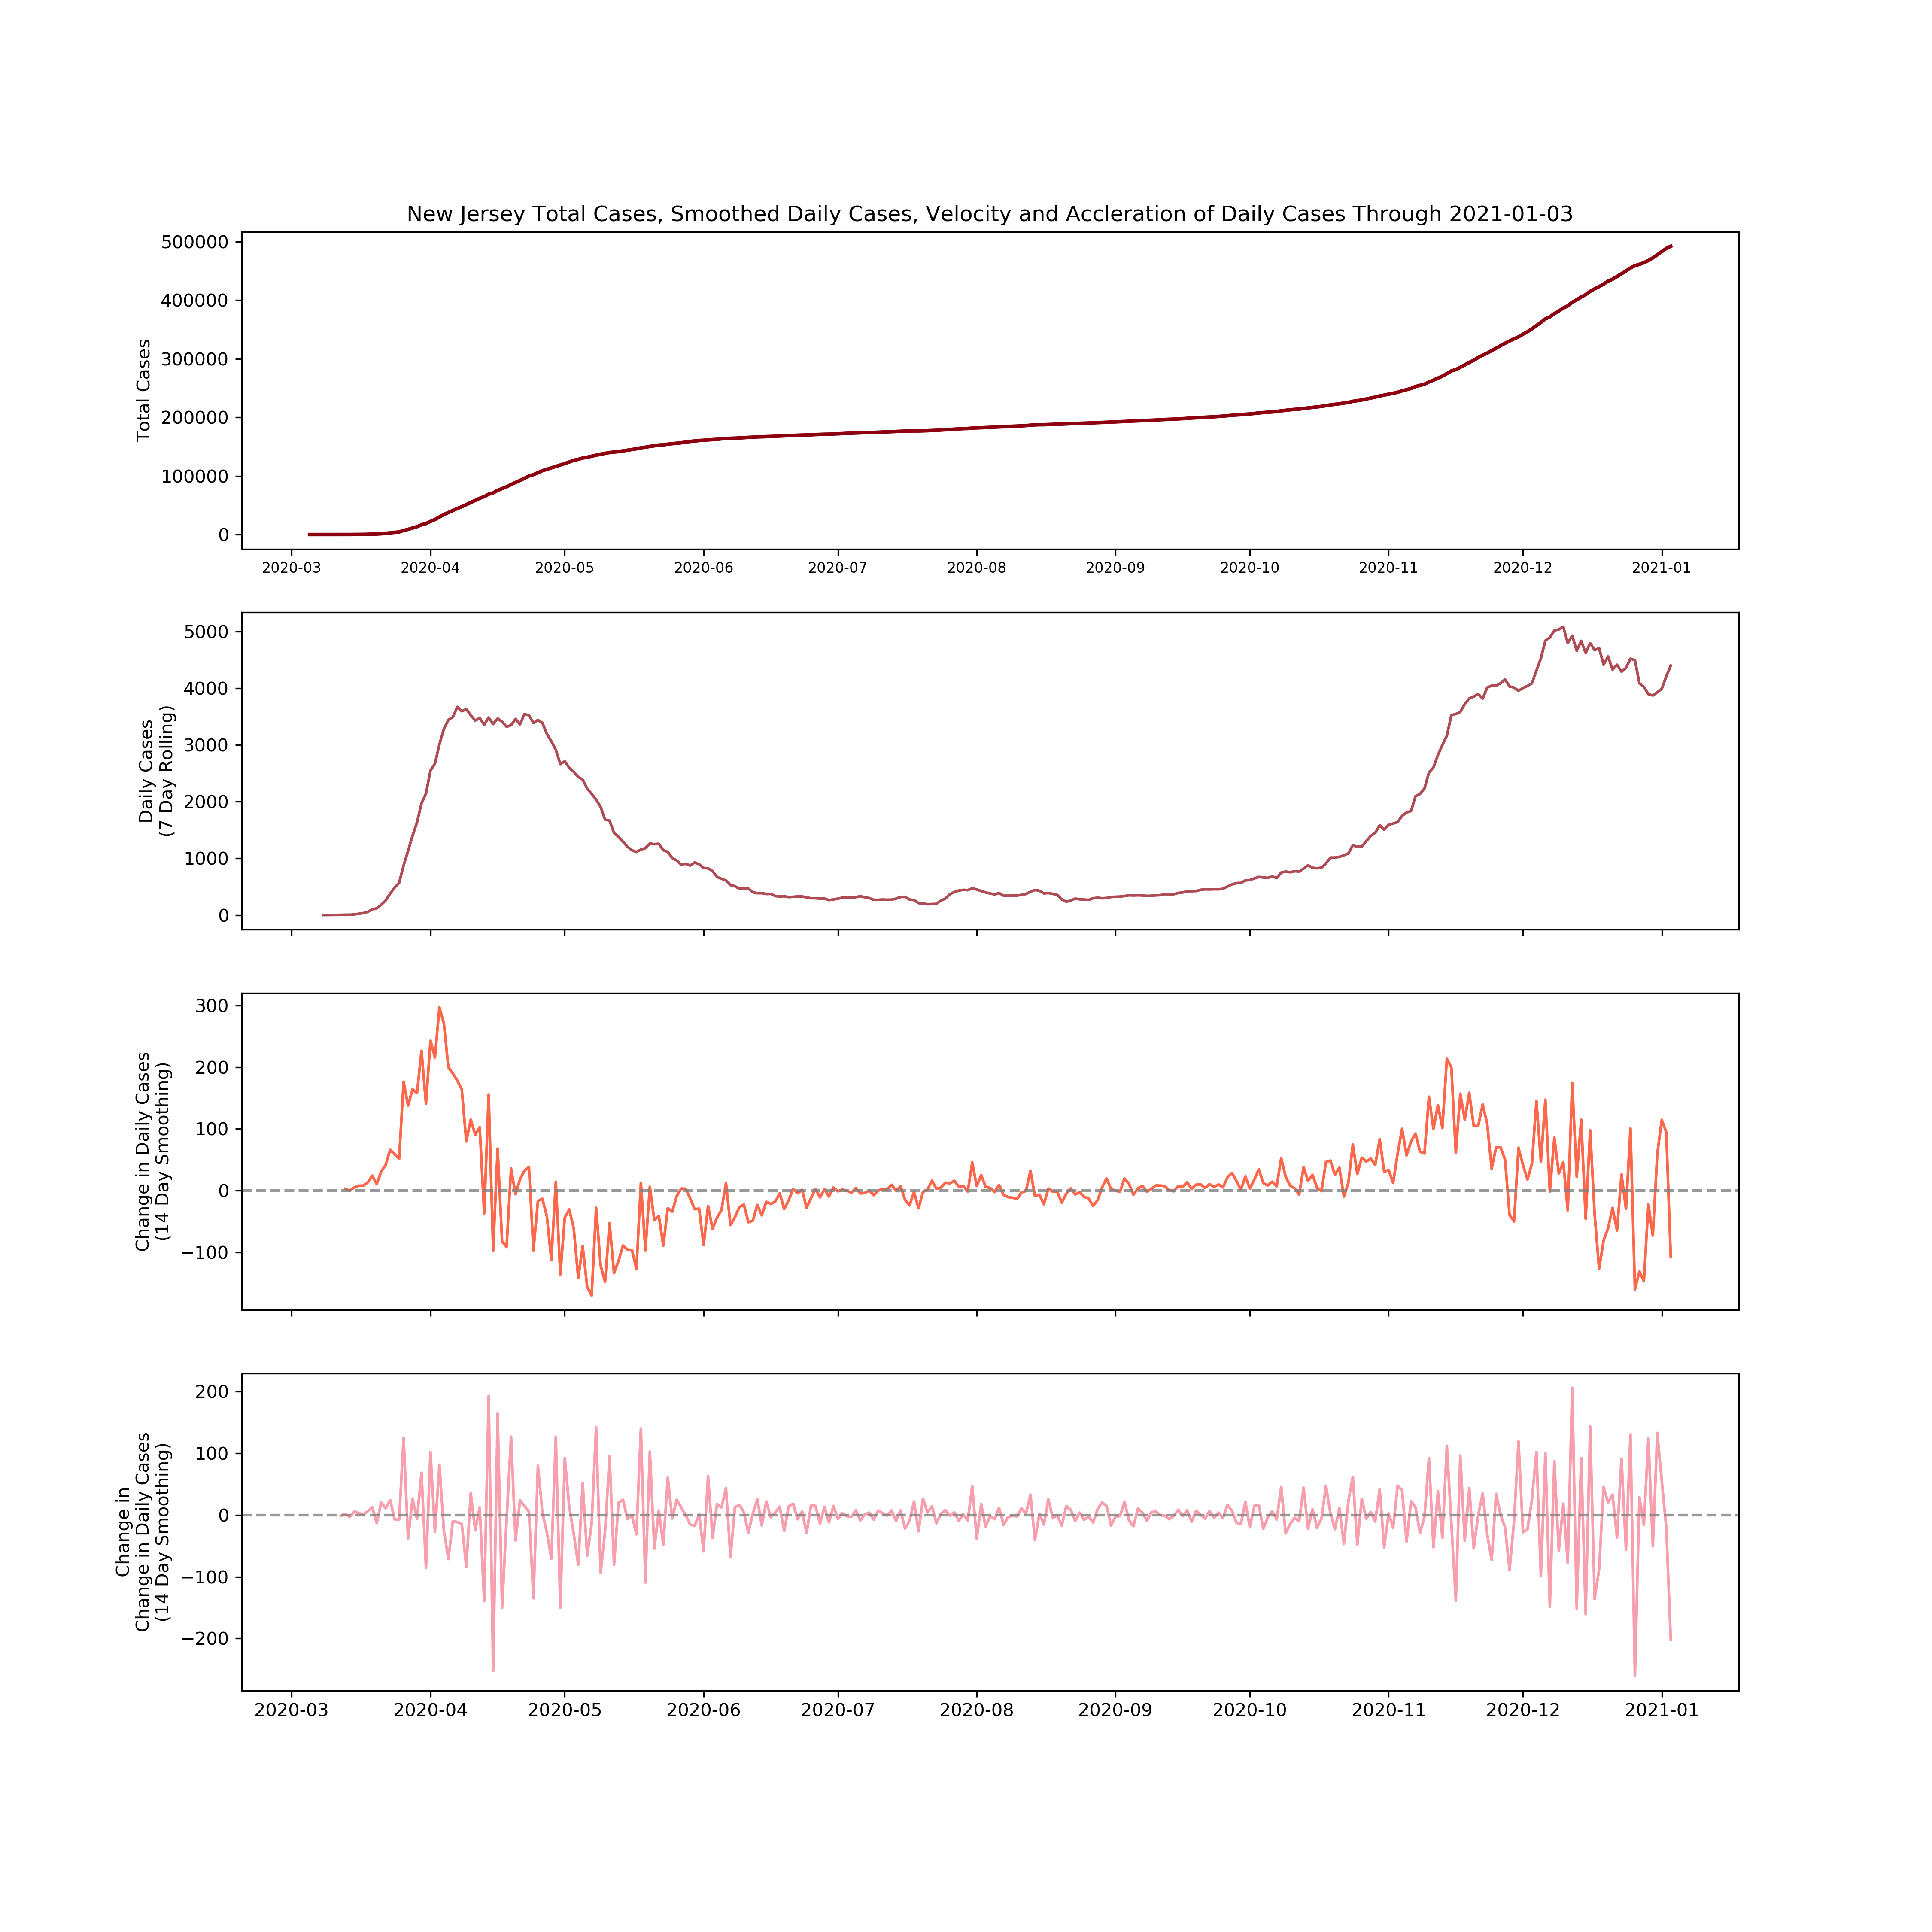 New Jersey Total Cases, Smoothed Daily Cases, Velocity and Accleration of Daily Cases Through 2021-01-03
500000
400000
300000
200000
100000
0
Total Cases
2020-03 2020-04 2020-05 2020-06 2020-07 2020-08 2020-09 2020-10 2020-11 2020-12 2021-01
5000
4000
3000
2000
1000
0
Daily Cases
(7 Day Rolling)
300
200
100
0
−100
Change in Daily Cases
(14 Day Smoothing)
200
100
0
−100
−200
Change in
Change in Daily Cases
(14 Day Smoothing)
2020-03 2020-04 2020-05 2020-06 2020-07 2020-08 2020-09 2020-10 2020-11 2020-12 2021-01